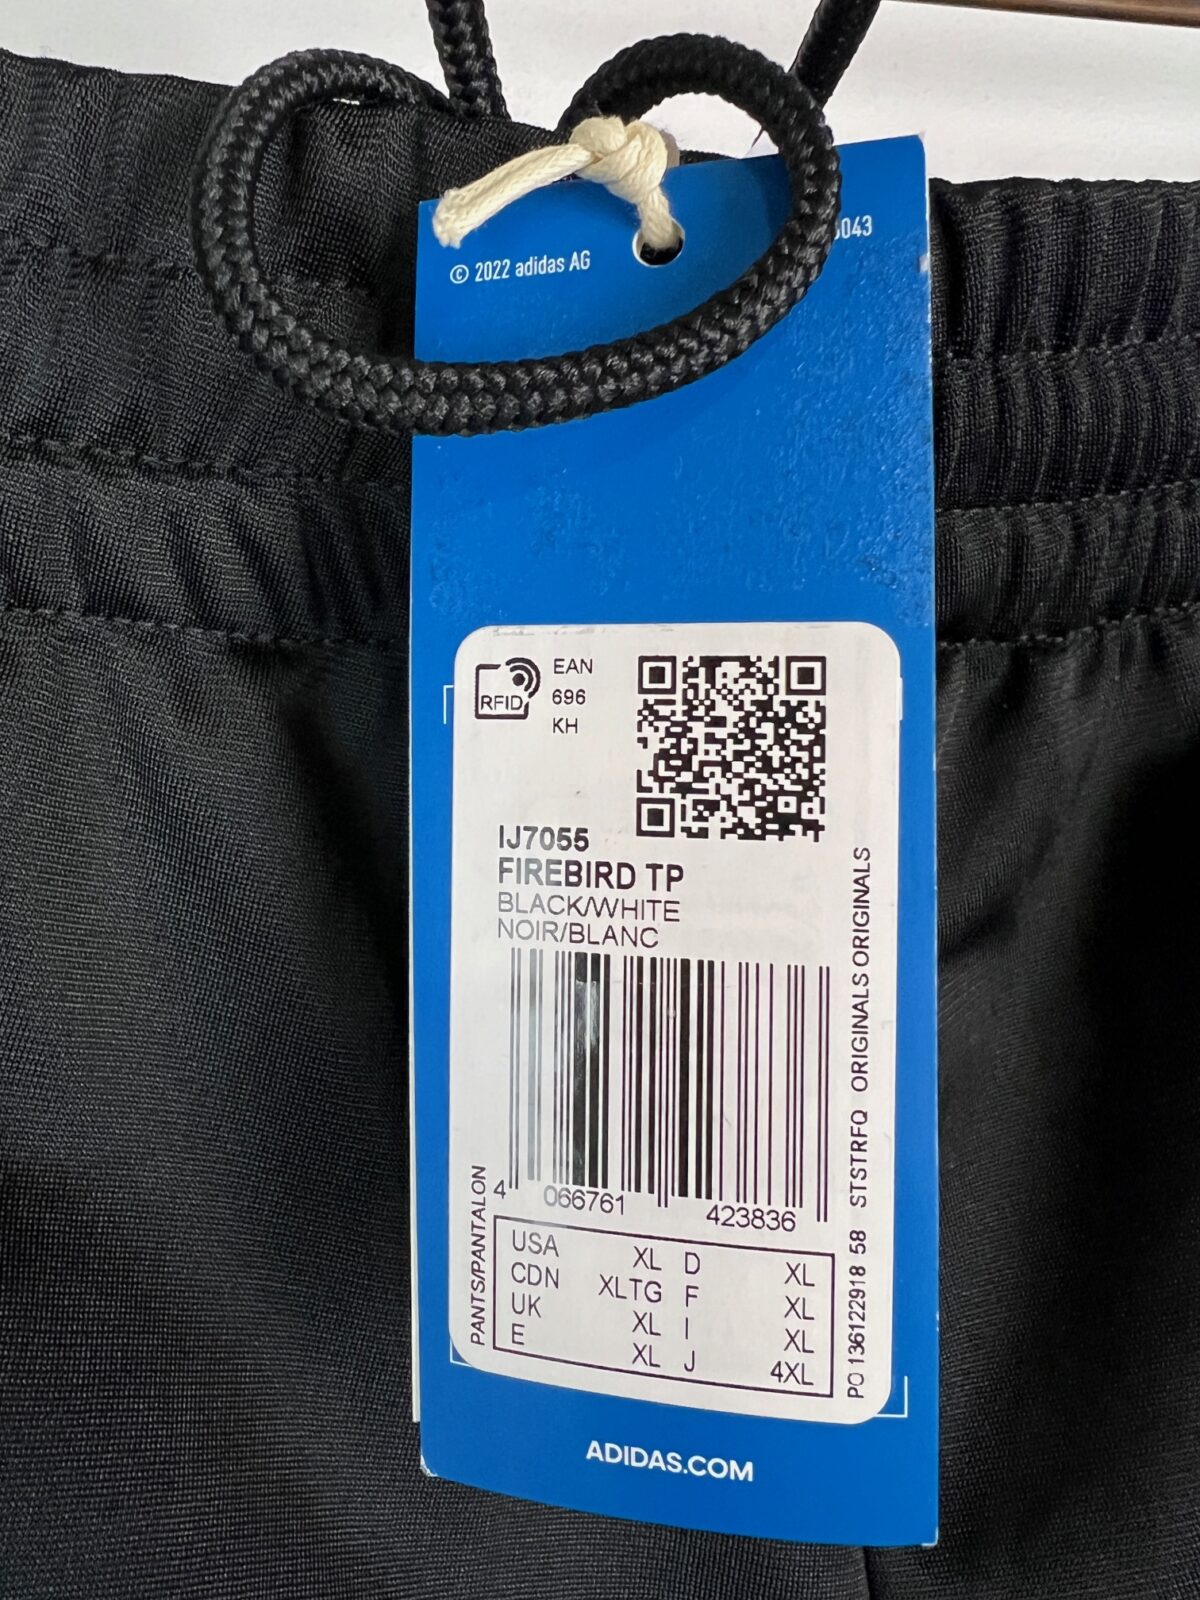 © 2022 adidas AG
RFID
EAN
696
KH
IJ7055
FIREBIRD TP
BLACK/WHITE
NOIR/BLANC
4 066761 423836
PANTS/PANTALON
USA XL D XL
CDN XLTG F XL
UK XL I XL
E XL J 4XL
PO 136122918 58 STSTRFQ ORIGINALS ORIGINALS
ADIDAS.COM